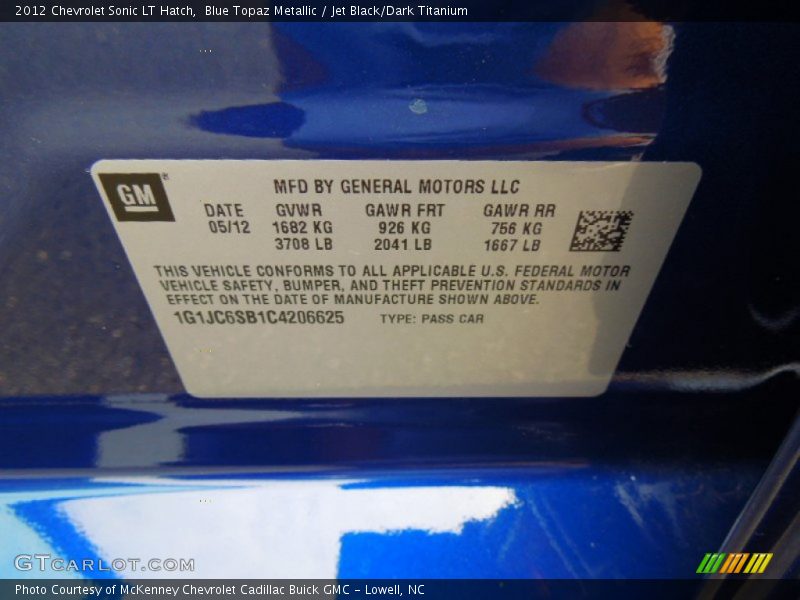 2012 Chevrolet Sonic LT Hatch,  Blue Topaz Metallic / Jet Black/Dark Titanium
GM
MFD BY GENERAL MOTORS LLC
DATE GVWR GAWR FRT GAWR RR
05/12 1682 KG 926 KG 756 KG
3708 LB 2041 LB 1667 LB
THIS VEHICLE CONFORMS TO ALL APPLICABLE U.S. FEDERAL MOTOR
VEHICLE SAFETY, BUMPER, AND THEFT PREVENTION STANDARDS IN
EFFECT ON THE DATE OF MANUFACTURE SHOWN ABOVE.
1G1JC6SB1C4206625 TYPE: PASS CAR
GTCARLOT.COM
Photo Courtesy of McKenney Chevrolet Cadillac Buick GMC - Lowell, NC